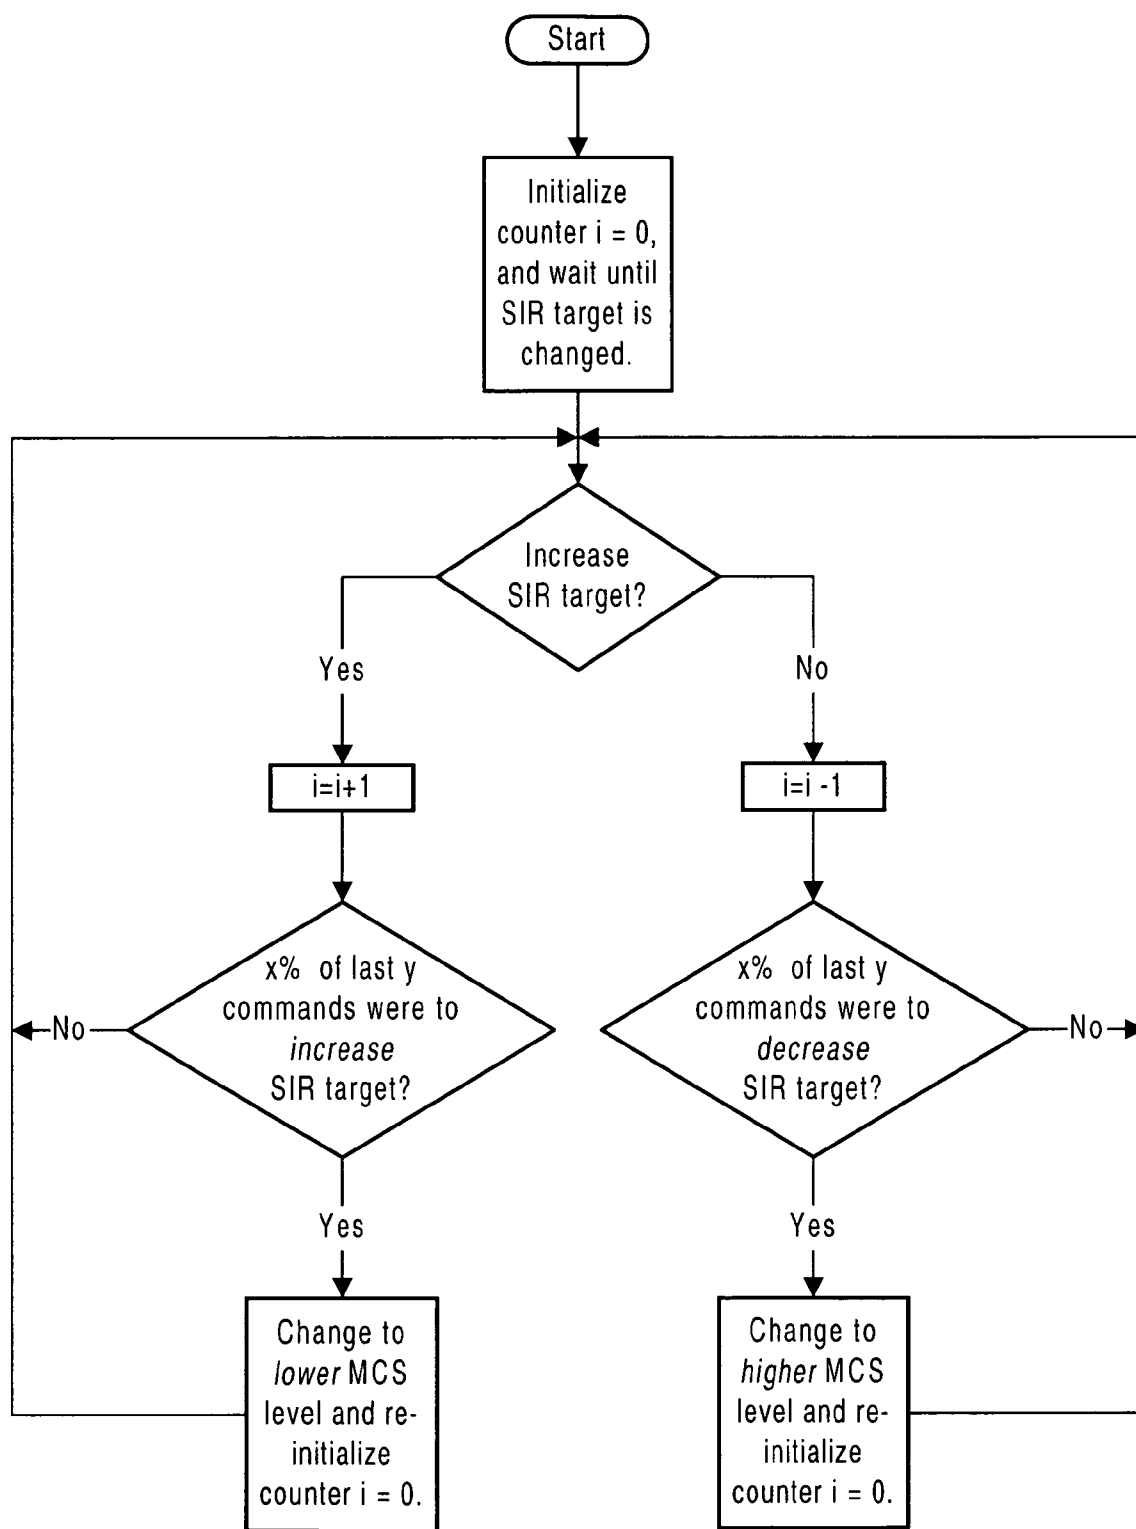 Start
Initialize
counter i = 0,
and wait until
SIR target is
changed.
Increase
SIR target?
Yes
No
i=i+1
i=i -1
x% of last y
commands were to
increase
SIR target?
x% of last y
commands were to
decrease
SIR target?
No
No
Yes
Yes
Change to
lower MCS
level and re-
initialize
counter i = 0.
Change to
higher MCS
level and re-
initialize
counter i = 0.